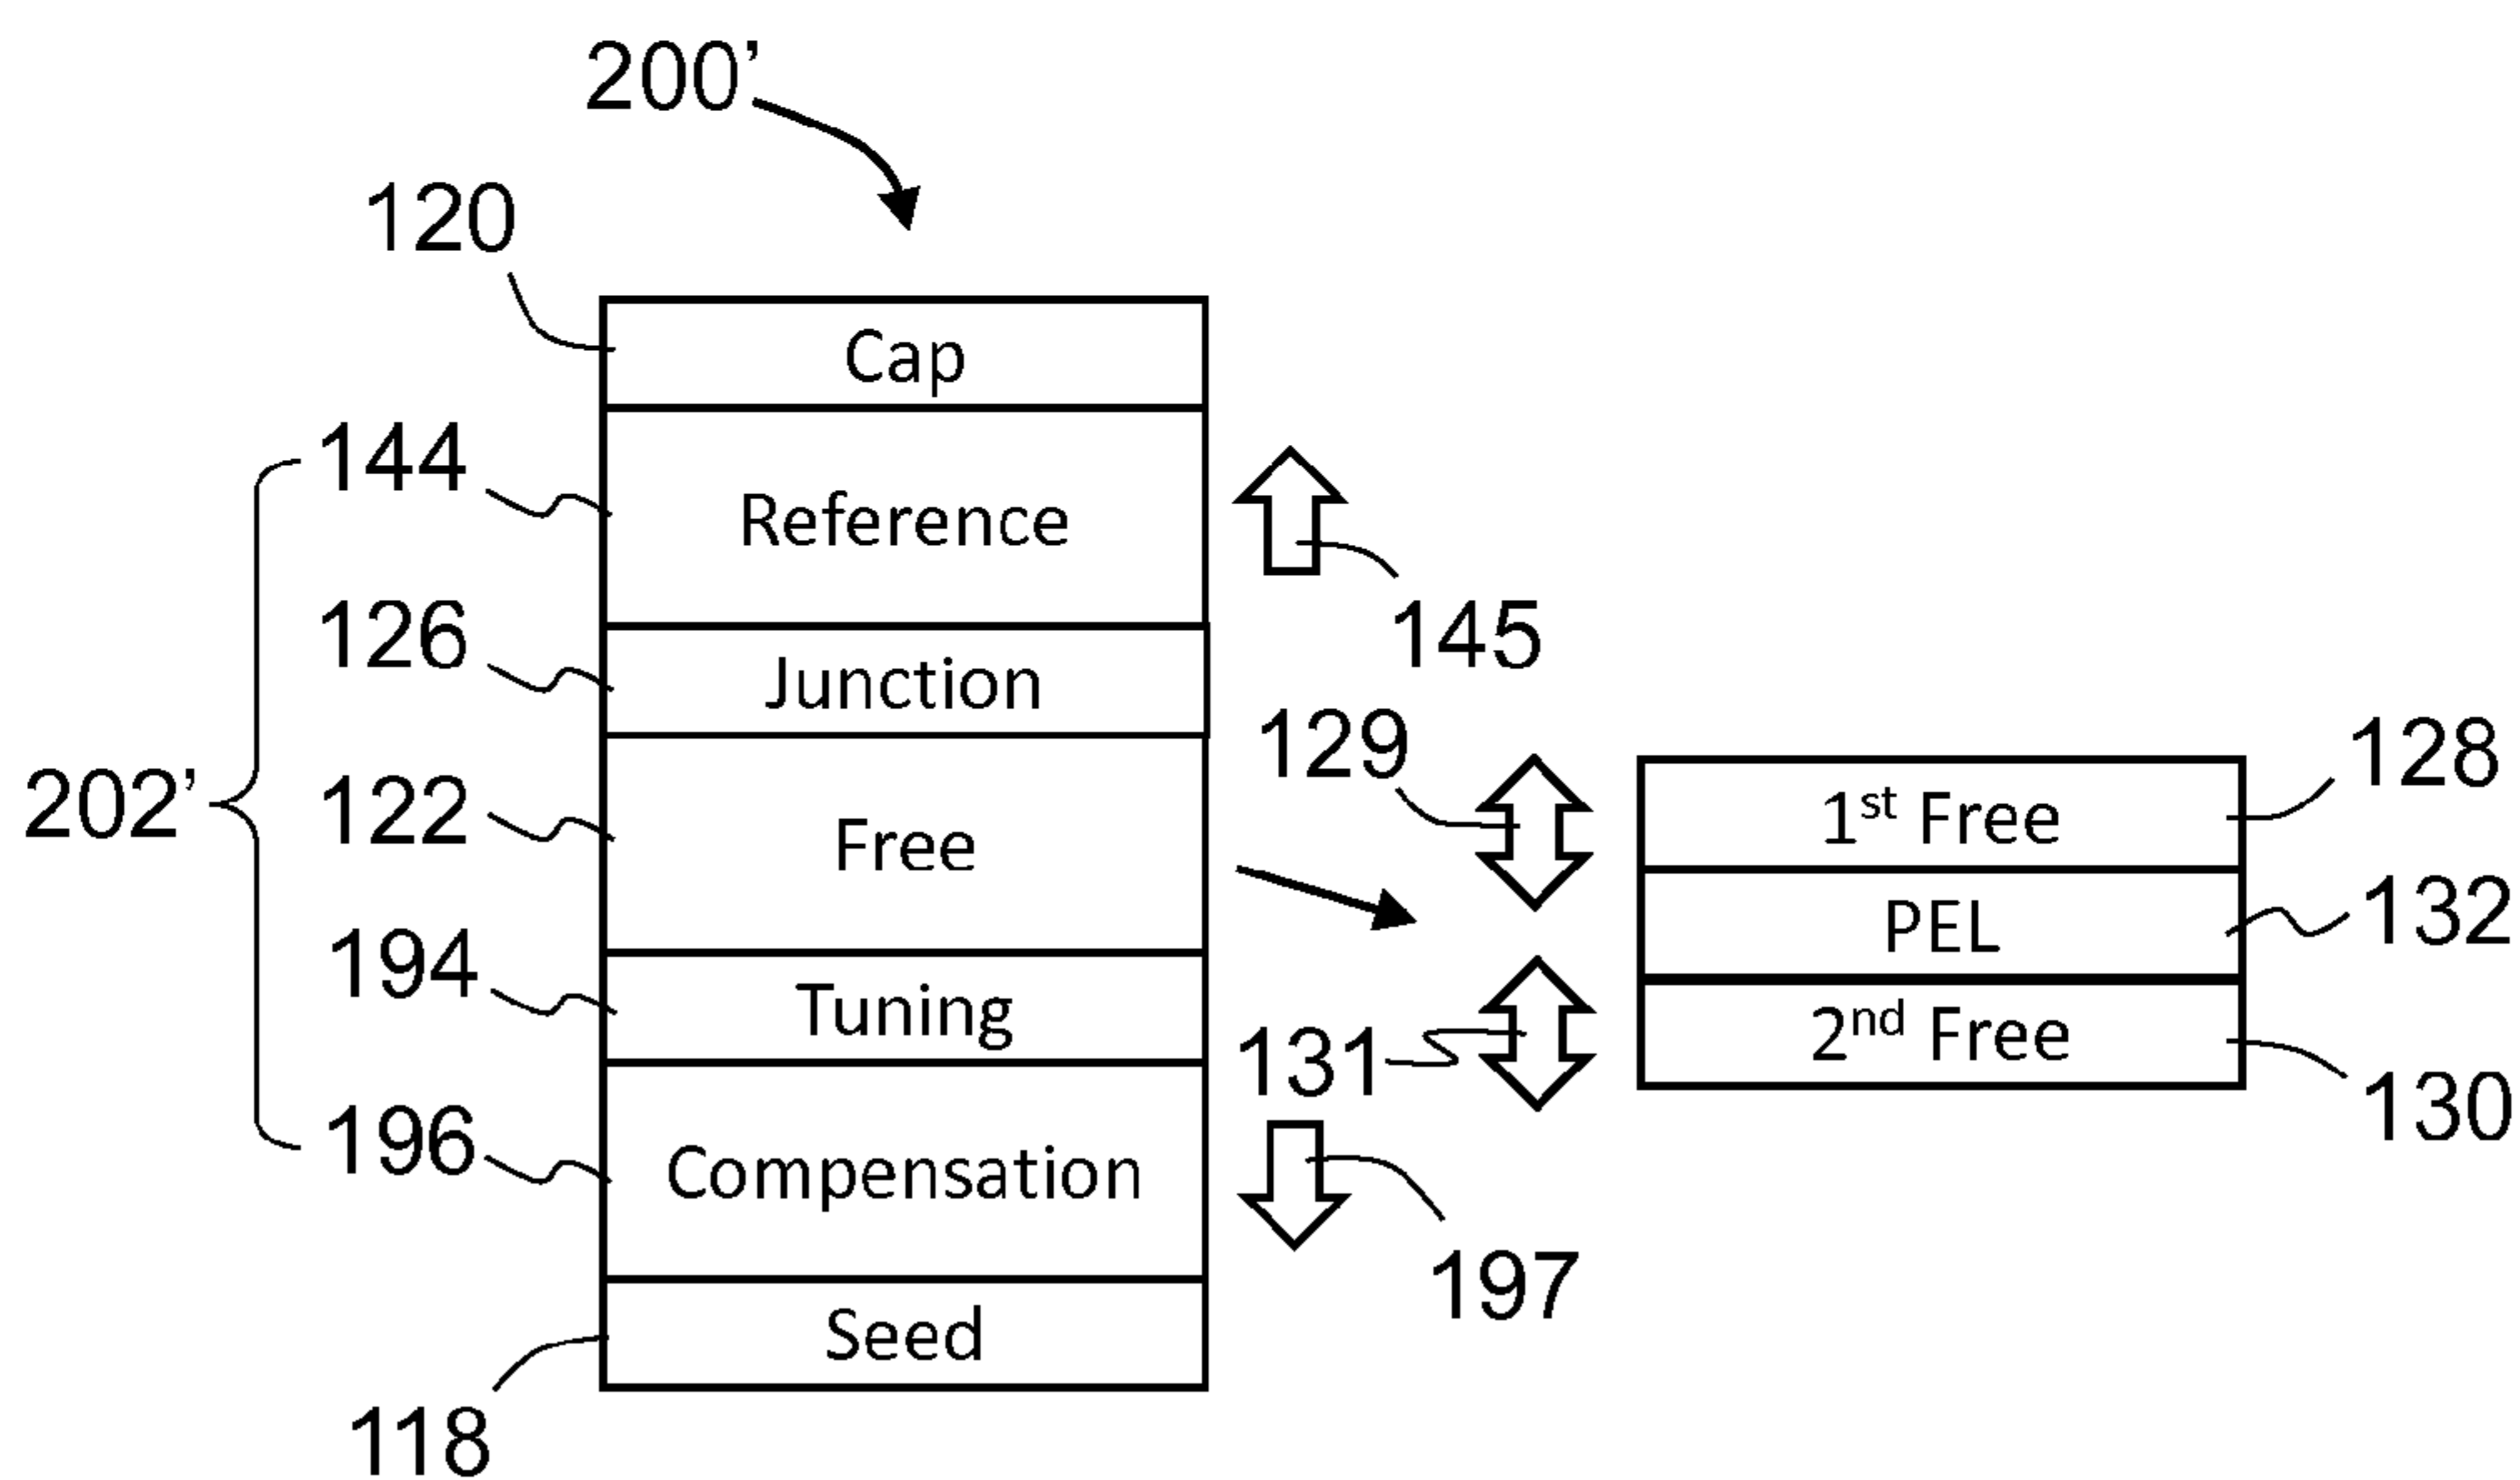 200’
120
Cap
144
Reference
145
126
Junction
129
128
1st Free
202’
122
Free
132
PEL
194
Tuning
131
2nd Free
130
196
Compensation
197
Seed
118